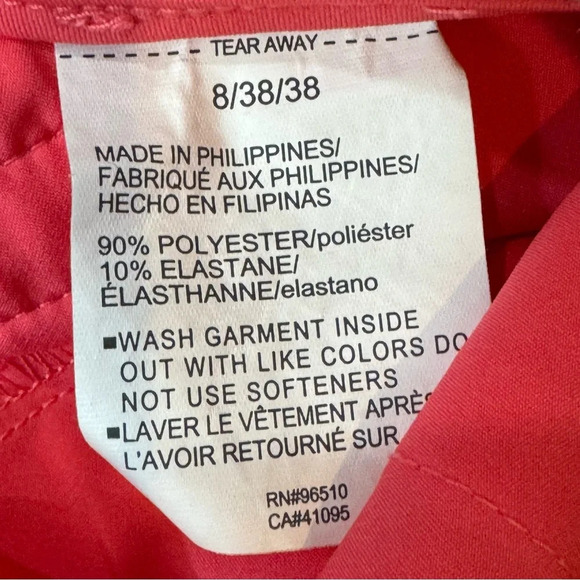 - - - - - - - TEAR AWAY - - - - - - -
8/38/38
MADE IN PHILIPPINES/
FABRIQUÉ AUX PHILIPPINES/
HECHO EN FILIPINAS
90% POLYESTER/poliéster
10% ELASTANE/
ÉLASTHANNE/elastano
■WASH GARMENT INSIDE
OUT WITH LIKE COLORS DO
NOT USE SOFTENERS
■LAVER LE VÊTEMENT APRÈS
L'AVOIR RETOURNÉ SUR
RN#96510
CA#41095